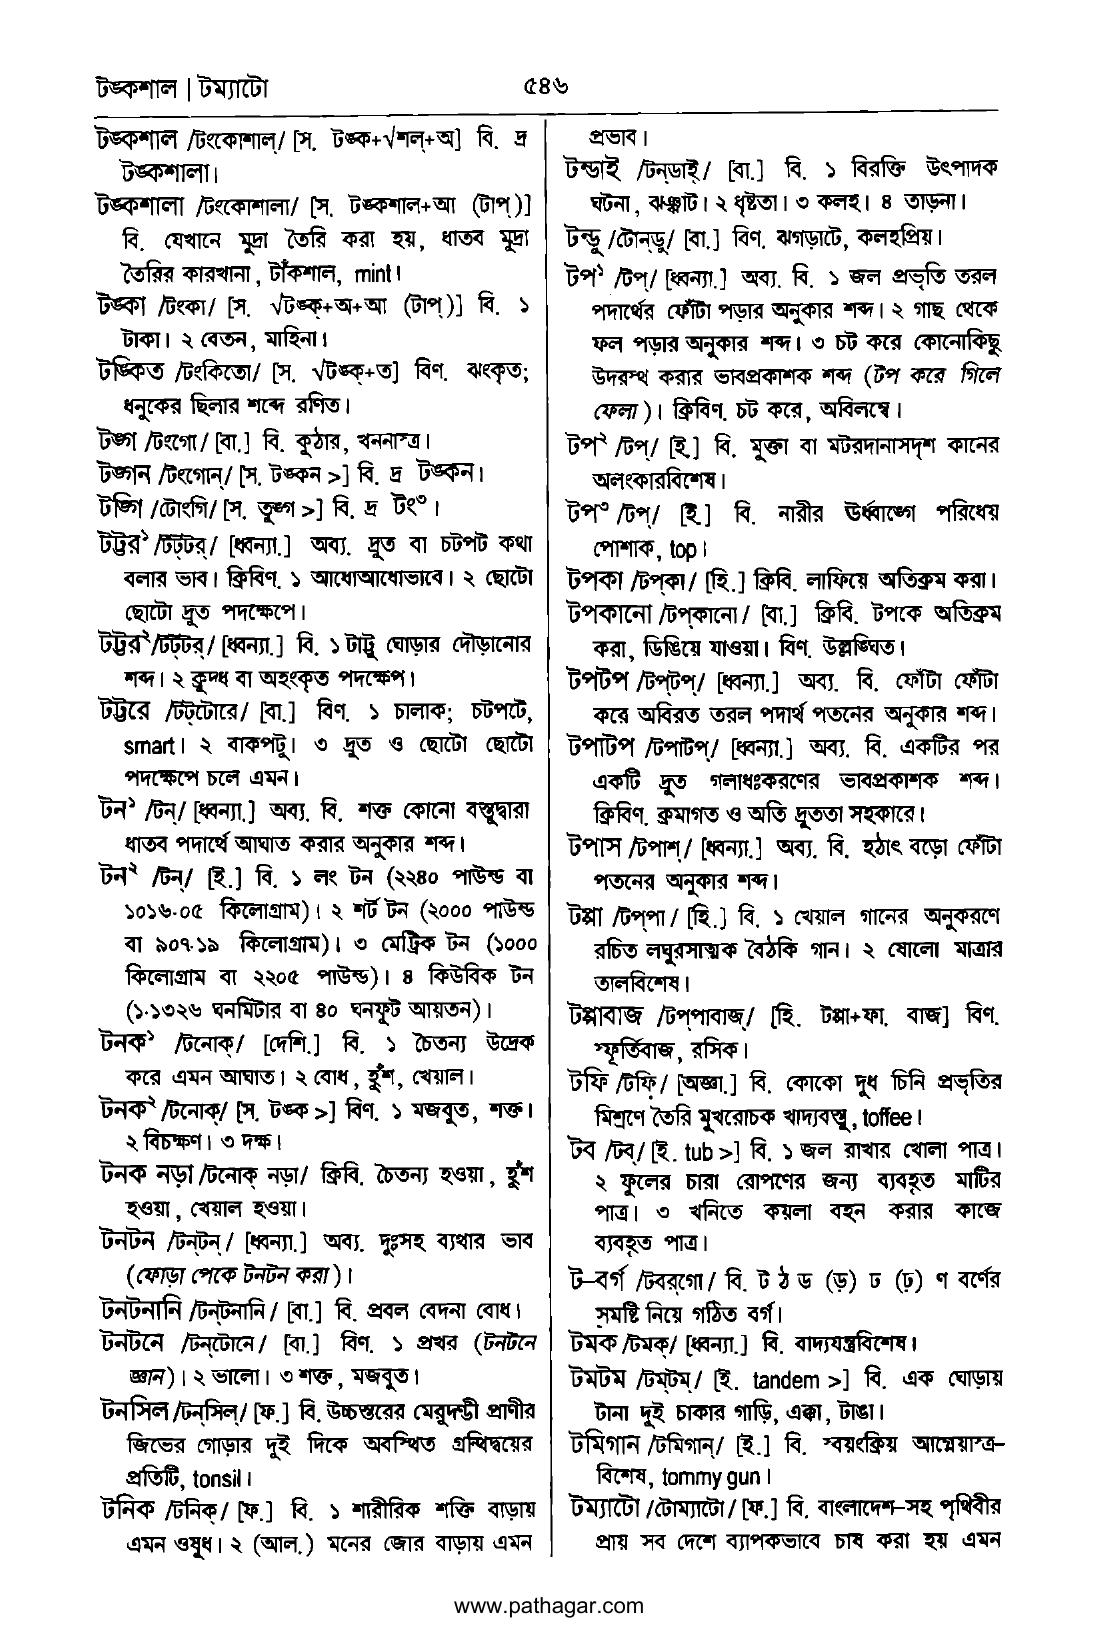 টঙ্কশাল | টম্যাটো
৫৪৬
টঙ্কশাল /টংকোশাল্/ [স. টঙ্ক+√শল্+অ] বি. দ্র
টঙ্কশালা।
টঙ্কশালা /টংকোশালা/ [স. টঙ্কশাল+আ (টাপ্)]
বি. যেখানে মুদ্রা তৈরি করা হয়, ধাতব মুদ্রা
তৈরির কারখানা, টাঁকশাল, mint।
টঙ্কা /টংকা/ [স. √টঙ্ক্+অ+আ (টাপ্)] বি. ১
টাকা। ২ বেতন, মাহিনা।
টঙ্কিত /টংকিতো/ [স. √টঙ্ক্+ত] বিণ. ঝংকৃত;
ধনুকের ছিলার শব্দে রণিত।
টঙ্গ /টংগো/ [বা.] বি. কুঠার, খননাস্ত্র।
টঙ্গন /টংগোন্/ [স. টঙ্কন >] বি. দ্র টঙ্কন।
টঙ্গি /টোংগি/ [স. তুঙ্গ >] বি. দ্র টং৩।
টট্টর১ /টট্টর্/ [ধ্বন্যা.] অব্য. দ্রুত বা চটপট কথা
বলার ভাব। ক্রিবিণ. ১ আধোআধোভাবে। ২ ছোটো
ছোটো দ্রুত পদক্ষেপে।
টট্টর২ /টট্টর্/ [ধ্বন্যা.] বি. ১ টাট্টু ঘোড়ার দৌড়ানোর
শব্দ। ২ ক্রুদ্ধ বা অহংকৃত পদক্ষেপ।
টট্টরে /টট্টোরে/ [বা.] বিণ. ১ চালাক; চটপটে,
smart। ২ বাকপটু। ৩ দ্রুত ও ছোটো ছোটো
পদক্ষেপে চলে এমন।
টন১ /টন্/ [ধ্বন্যা.] অব্য. বি. শক্ত কোনো বস্তুদ্বারা
ধাতব পদার্থে আঘাত করার অনুকার শব্দ।
টন২ /টন্/ [ই.] বি. ১ লং টন (২২৪০ পাউন্ড বা
১০১৬·০৫ কিলোগ্রাম)। ২ শর্ট টন (২০০০ পাউন্ড
বা ৯০৭·১৯ কিলোগ্রাম)। ৩ মেট্রিক টন (১০০০
কিলোগ্রাম বা ২২০৫ পাউন্ড)। ৪ কিউবিক টন
(১·১৩২৬ ঘনমিটার বা ৪০ ঘনফুট আয়তন)।
টনক১ /টনোক্/ [দেশি.] বি. ১ চৈতন্য উদ্রেক
করে এমন আঘাত। ২ বোধ, হুঁশ, খেয়াল।
টনক২ /টনোক্/ [স. টঙ্ক >] বিণ. ১ মজবুত, শক্ত।
২ বিচক্ষণ। ৩ দক্ষ।
টনক নড়া /টনোক্ নড়া/ ক্রিবি. চৈতন্য হওয়া, হুঁশ
হওয়া, খেয়াল হওয়া।
টনটন /টন্‌টন্/ [ধ্বন্যা.] অব্য. দুঃসহ ব্যথার ভাব
(ফোড়া পেকে টনটন করা)।
টনটনানি /টন্‌টনানি/ [বা.] বি. প্রবল বেদনা বোধ।
টনটনে /টন্‌টোনে/ [বা.] বিণ. ১ প্রখর (টনটনে
জ্ঞান)। ২ ভালো। ৩ শক্ত, মজবুত।
টনসিল /টন্‌সিল্/ [ফ.] বি. উচ্চস্তরের মেরুদণ্ডী প্রাণীর
জিভের গোড়ার দুই দিকে অবস্থিত গ্রন্থিদ্বয়ের
প্রতিটি, tonsil।
টনিক /টনিক্/ [ফ.] বি. ১ শারীরিক শক্তি বাড়ায়
এমন ওষুধ। ২ (আল.) মনের জোর বাড়ায় এমন
প্রভাব।
টন্ডাই /টন্‌ডাই্/ [বা.] বি. ১ বিরক্তি উৎপাদক
ঘটনা, ঝঞ্ঝাট। ২ ধৃষ্টতা। ৩ কলহ। ৪ তাড়না।
টন্ডু /টোন্‌ডু/ [বা.] বিণ. ঝগড়াটে, কলহপ্রিয়।
টপ১ /টপ্/ [ধ্বন্যা.] অব্য. বি. ১ জল প্রভৃতি তরল
পদার্থের ফোঁটা পড়ার অনুকার শব্দ। ২ গাছ থেকে
ফল পড়ার অনুকার শব্দ। ৩ চট করে কোনোকিছু
উদরস্থ করার ভাবপ্রকাশক শব্দ (টপ করে গিলে
ফেলা)। ক্রিবিণ. চট করে, অবিলম্বে।
টপ২ /টপ্/ [ই.] বি. মুক্তা বা মটরদানাসদৃশ কানের
অলংকারবিশেষ।
টপ৩ /টপ্/ [ই.] বি. নারীর ঊর্ধ্বাঙ্গে পরিধেয়
পোশাক, top।
টপকা /টপ্‌কা/ [হি.] ক্রিবি. লাফিয়ে অতিক্রম করা।
টপকানো /টপ্‌কানো/ [বা.] ক্রিবি. টপকে অতিক্রম
করা, ডিঙিয়ে যাওয়া। বিণ. উল্লঙ্ঘিত।
টপটপ /টপ্‌টপ্/ [ধ্বন্যা.] অব্য. বি. ফোঁটা ফোঁটা
করে অবিরত তরল পদার্থ পতনের অনুকার শব্দ।
টপাটপ /টপাটপ্/ [ধ্বন্যা.] অব্য. বি. একটির পর
একটি দ্রুত গলাধঃকরণের ভাবপ্রকাশক শব্দ।
ক্রিবিণ. ক্রমাগত ও অতি দ্রুততা সহকারে।
টপাস /টপাশ্/ [ধ্বন্যা.] অব্য. বি. হঠাৎ বড়ো ফোঁটা
পতনের অনুকার শব্দ।
টপ্পা /টপ্‌পা/ [হি.] বি. ১ খেয়াল গানের অনুকরণে
রচিত লঘুরসাত্মক বৈঠকি গান। ২ ষোলো মাত্রার
তালবিশেষ।
টপ্পাবাজ /টপ্‌পাবাজ্/ [হি. টপ্পা+ফা. বাজ] বিণ.
স্ফূর্তিবাজ, রসিক।
টফি /টফি্/ [অজ্ঞা.] বি. কোকো দুধ চিনি প্রভৃতির
মিশ্রণে তৈরি মুখরোচক খাদ্যবস্তু, toffee।
টব /টব্/ [ই. tub >] বি. ১ জল রাখার খোলা পাত্র।
২ ফুলের চারা রোপণের জন্য ব্যবহৃত মাটির
পাত্র। ৩ খনিতে কয়লা বহন করার কাজে
ব্যবহৃত পাত্র।
ট-বর্গ /টবর্‌গো/ বি. ট ঠ ড (ড়) ঢ (ঢ়) ণ বর্ণের
সমষ্টি নিয়ে গঠিত বর্গ।
টমক /টমক্/ [ধ্বন্যা.] বি. বাদ্যযন্ত্রবিশেষ।
টমটম /টম্‌টম্/ [ই. tandem >] বি. এক ঘোড়ায়
টানা দুই চাকার গাড়ি, এক্কা, টাঙা।
টমিগান /টমিগান্/ [ই.] বি. স্বয়ংক্রিয় আগ্নেয়াস্ত্র-
বিশেষ, tommy gun।
টম্যাটো /টোম্যাটো/ [ফ.] বি. বাংলাদেশ-সহ পৃথিবীর
প্রায় সব দেশে ব্যাপকভাবে চাষ করা হয় এমন
www.pathagar.com